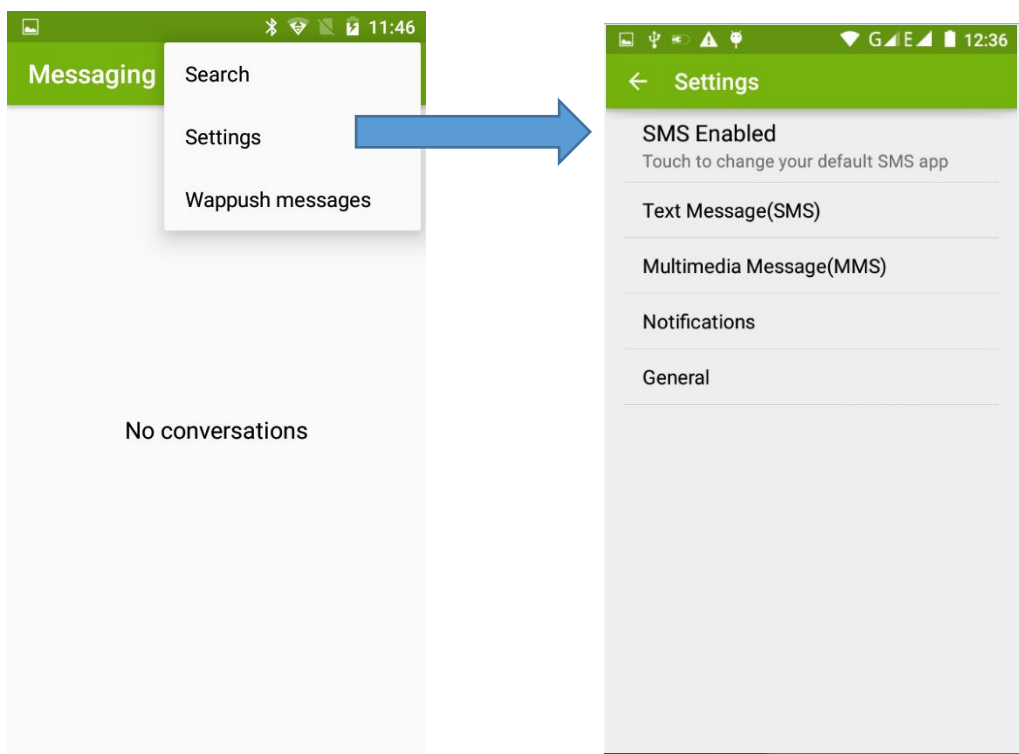 11:46
Messaging
Search
Settings
Wappush messages
No conversations
G E 12:36
Settings
SMS Enabled
Touch to change your default SMS app
Text Message(SMS)
Multimedia Message(MMS)
Notifications
General